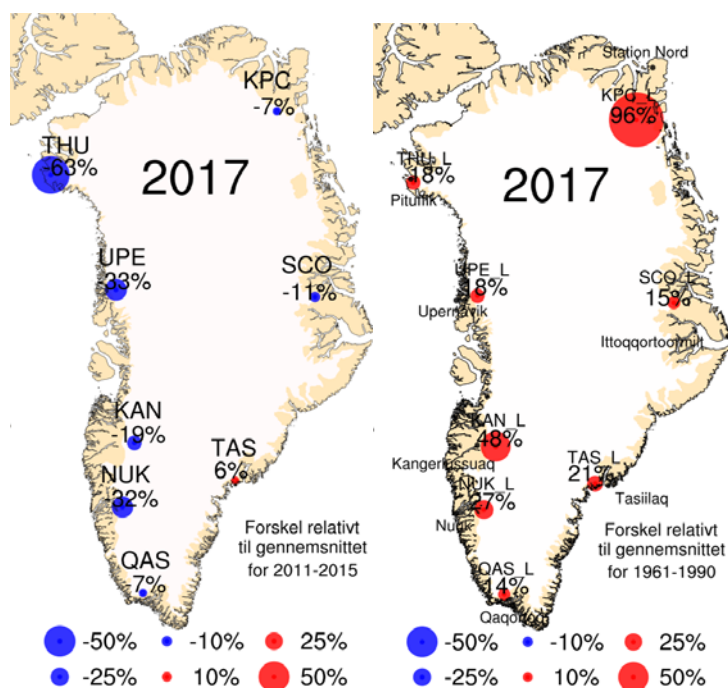 KPC
-7%
THU
-63%
2017
UPE
-33%
SCO
-11%
KAN
-19%
TAS
6%
NUK
-32%
Forskel relativt
til gennemsnittet
for 2011-2015
QAS
-7%
-50%
-10%
25%
-25%
10%
50%
Station Nord
KPC_L
96%
THU_L
18%
Pituffik
2017
UPE_L
18%
Upernavik
SCO_L
15%
Ittoqqortoormiit
KAN_L
48%
Kangerlussuaq
TAS_L
21%
Tasiilaq
NUK_L
27%
Nuuk
Forskel relativt
til gennemsnittet
for 1961-1990
QAS_L
14%
Qaqortoq
-50%
-10%
25%
-25%
10%
50%